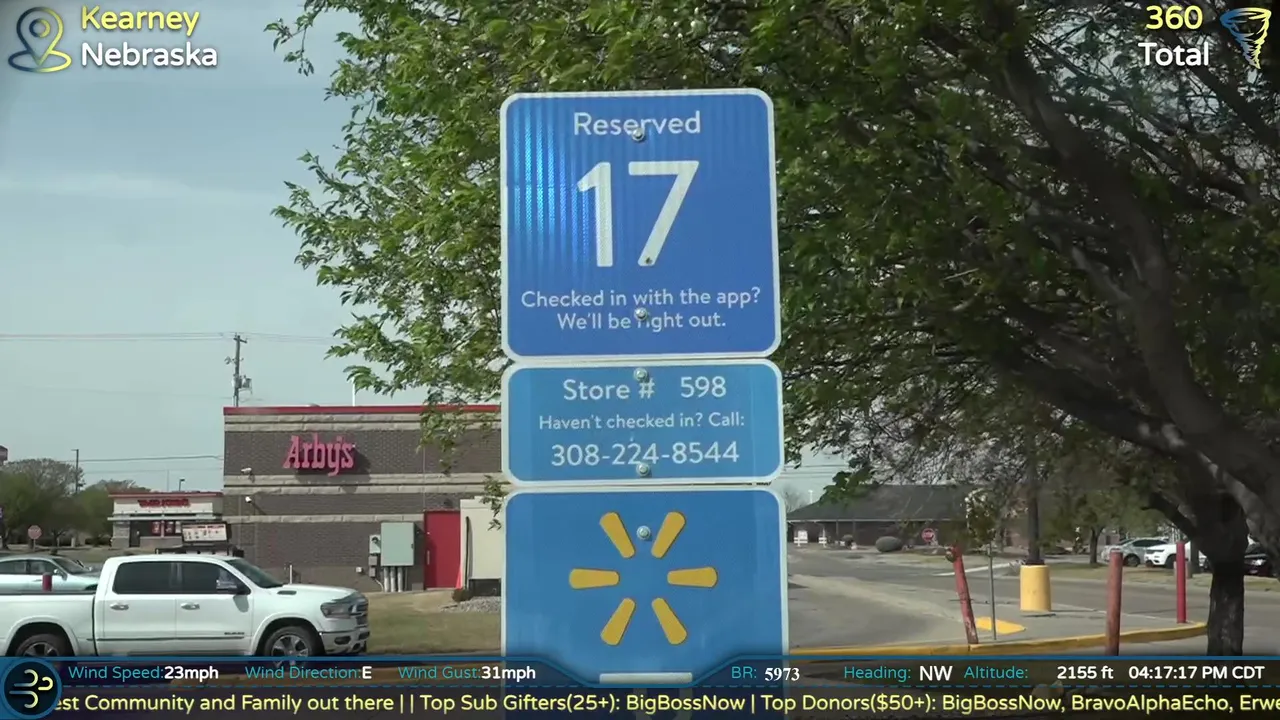 Kearney
Nebraska
360
Total
Reserved
17
Checked in with the app?
We'll be right out.
Store # 598
Haven't checked in? Call:
308-224-8544
Arby's
Wind Speed:23mph
Wind Direction:E
Wind Gust:31mph
BR: 5973
Heading: NW
Altitude: 2155 ft
04:17:17 PM CDT
est Community and Family out there || Top Sub Gifters(25+): BigBossNow | Top Donors($50+): BigBossNow, BravoAlphaEcho, Erwe